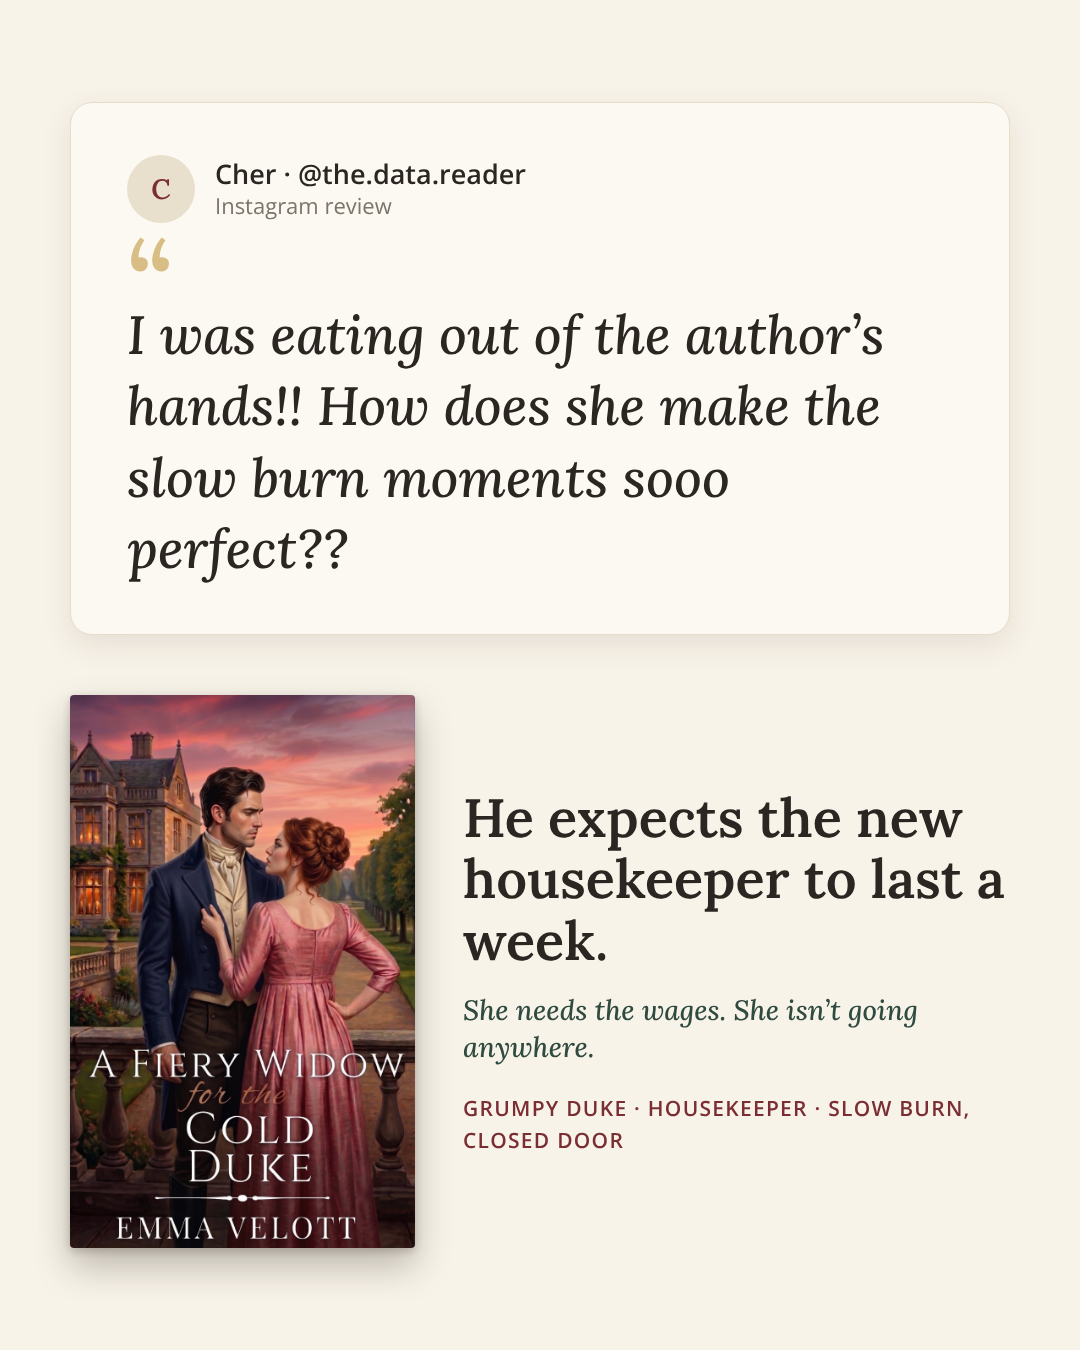 C
Cher · @the.data.reader
Instagram review
“
I was eating out of the author’s
hands!! How does she make the
slow burn moments sooo
perfect??
He expects the new
housekeeper to last a
week.
She needs the wages. She isn’t going
anywhere.
GRUMPY DUKE · HOUSEKEEPER · SLOW BURN,
CLOSED DOOR
A FIERY WIDOW
for the
COLD
DUKE
EMMA VELOTT